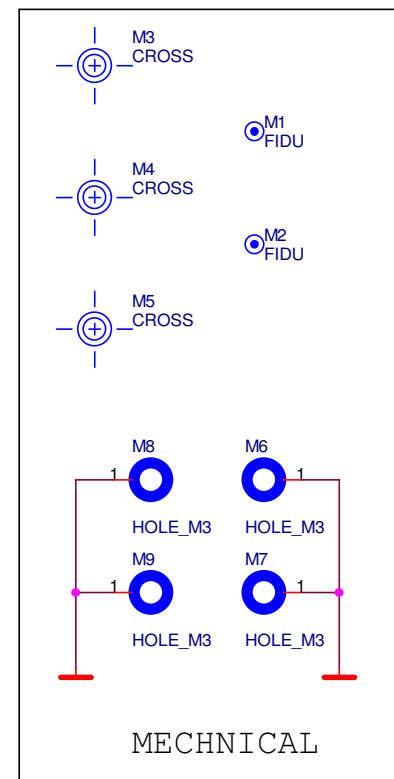 M3
CROSS
M1
FIDU
M4
CROSS
M2
FIDU
M5
CROSS
M8
M6
1
1
HOLE_M3
HOLE_M3
M9
M7
1
1
HOLE_M3
HOLE_M3
MECHNICAL